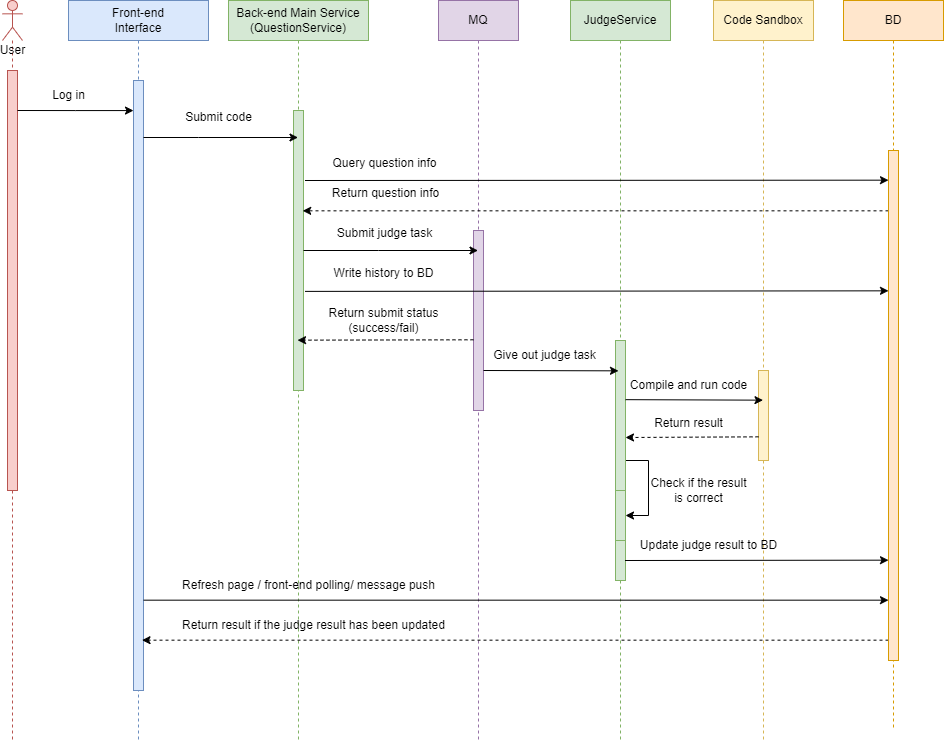 Front-end
Interface
Back-end Main Service
(QuestionService)
MQ
JudgeService
Code Sandbox
BD
User
Log in
Submit code
Query question info
Return question info
Submit judge task
Write history to BD
Return submit status
(success/fail)
Give out judge task
Compile and run code
Return result
Check if the result
is correct
Update judge result to BD
Refresh page / front-end polling/ message push
Return result if the judge result has been updated